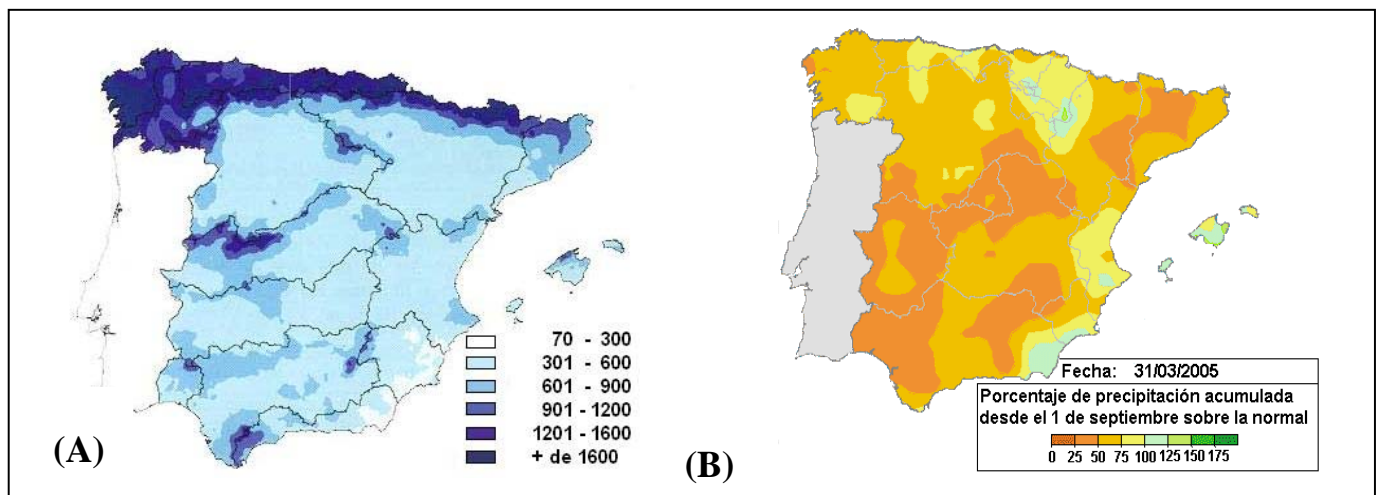 70 - 300
301 - 600
601 - 900
901 - 1200
1201 - 1600
+ de 1600
(A)
Fecha: 31/03/2005
Porcentaje de precipitación acumulada
desde el 1 de septiembre sobre la normal
0 25 50 75 100 125 150 175
(B)